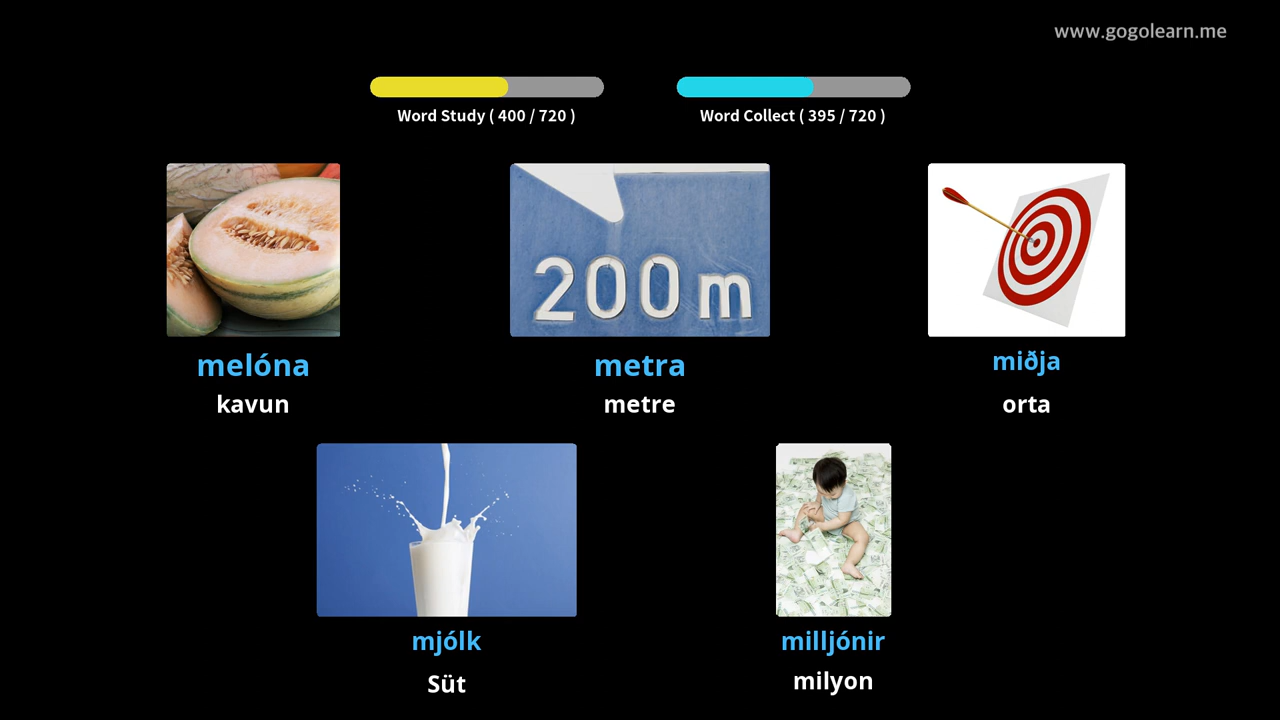 www.gogolearn.me
Word Study ( 400 / 720 )
Word Collect ( 395 / 720 )
200 m
melóna
kavun
metra
metre
miðja
orta
mjólk
Süt
milljónir
milyon